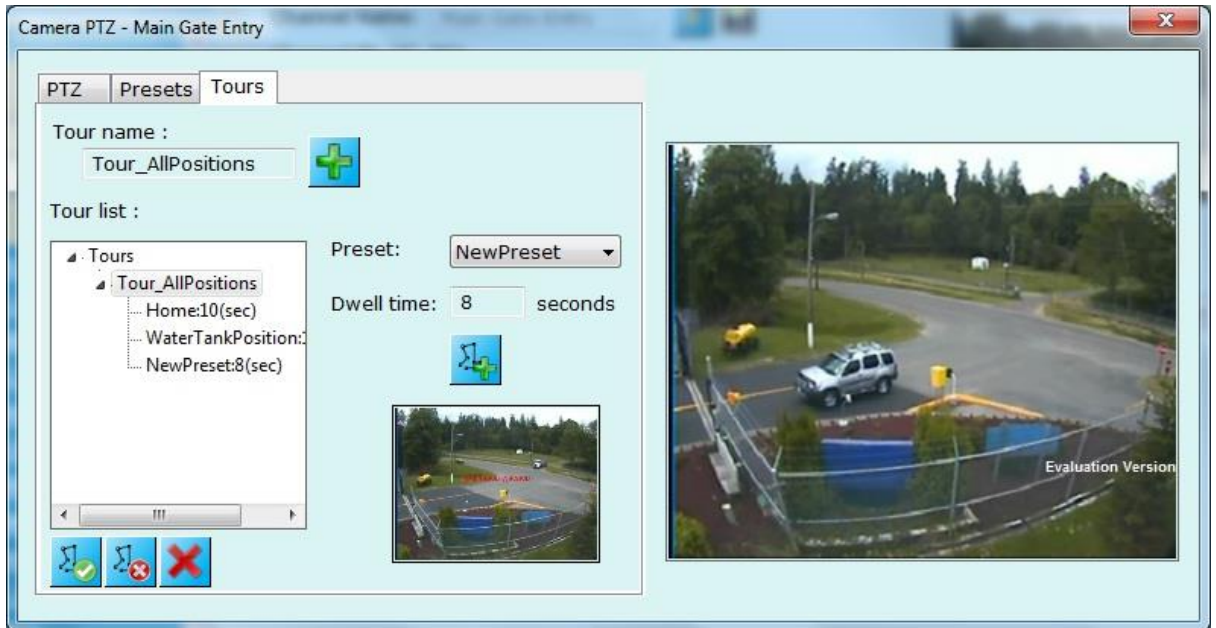 Camera PTZ - Main Gate Entry
PTZ Presets Tours
Tour name :
Tour_AllPositions
Tour list :
Tours
Tour_AllPositions
Home:10(sec)
WaterTankPosition:
NewPreset:8(sec)
Preset: NewPreset
Dwell time: 8 seconds
Evaluation Version